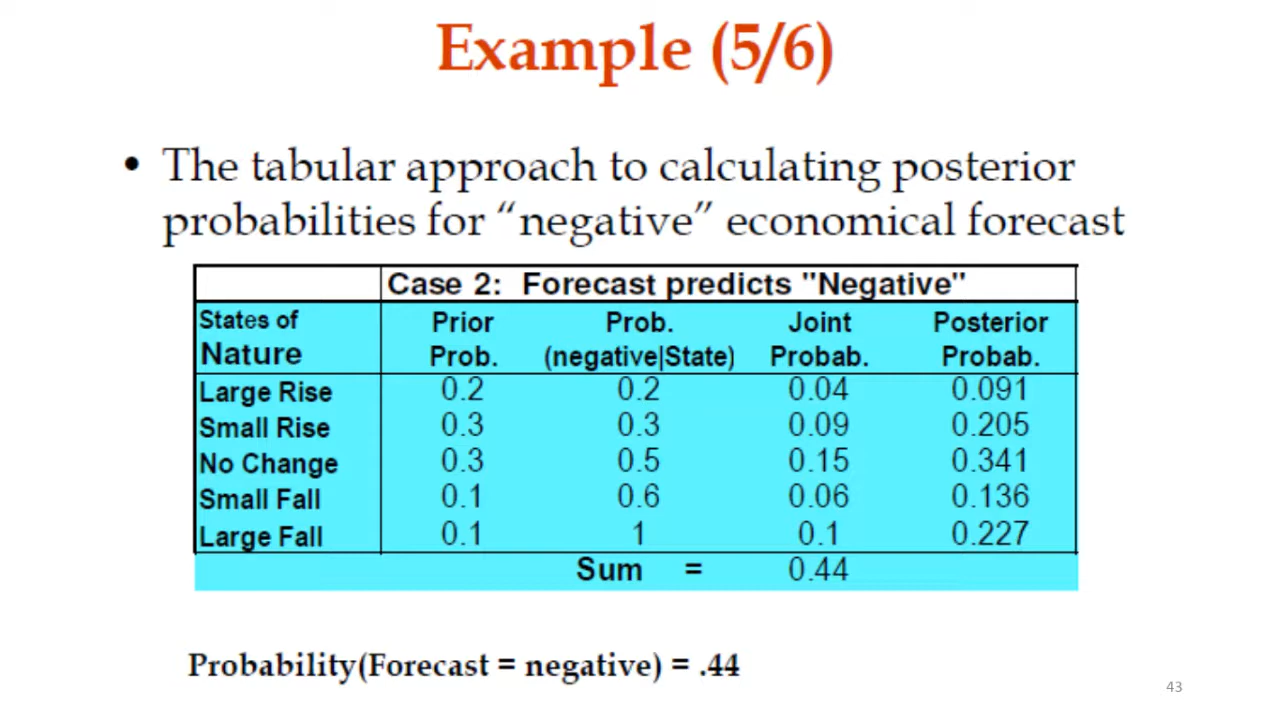 Example (5/6)
• The tabular approach to calculating posterior
probabilities for “negative” economical forecast
Case 2: Forecast predicts "Negative"
States of Prior Prob. Joint Posterior
Nature Prob. (negative|State) Probab. Probab.
Large Rise 0.2 0.2 0.04 0.091
Small Rise 0.3 0.3 0.09 0.205
No Change 0.3 0.5 0.15 0.341
Small Fall 0.1 0.6 0.06 0.136
Large Fall 0.1 1 0.1 0.227
Sum = 0.44
Probability(Forecast = negative) = .44
43